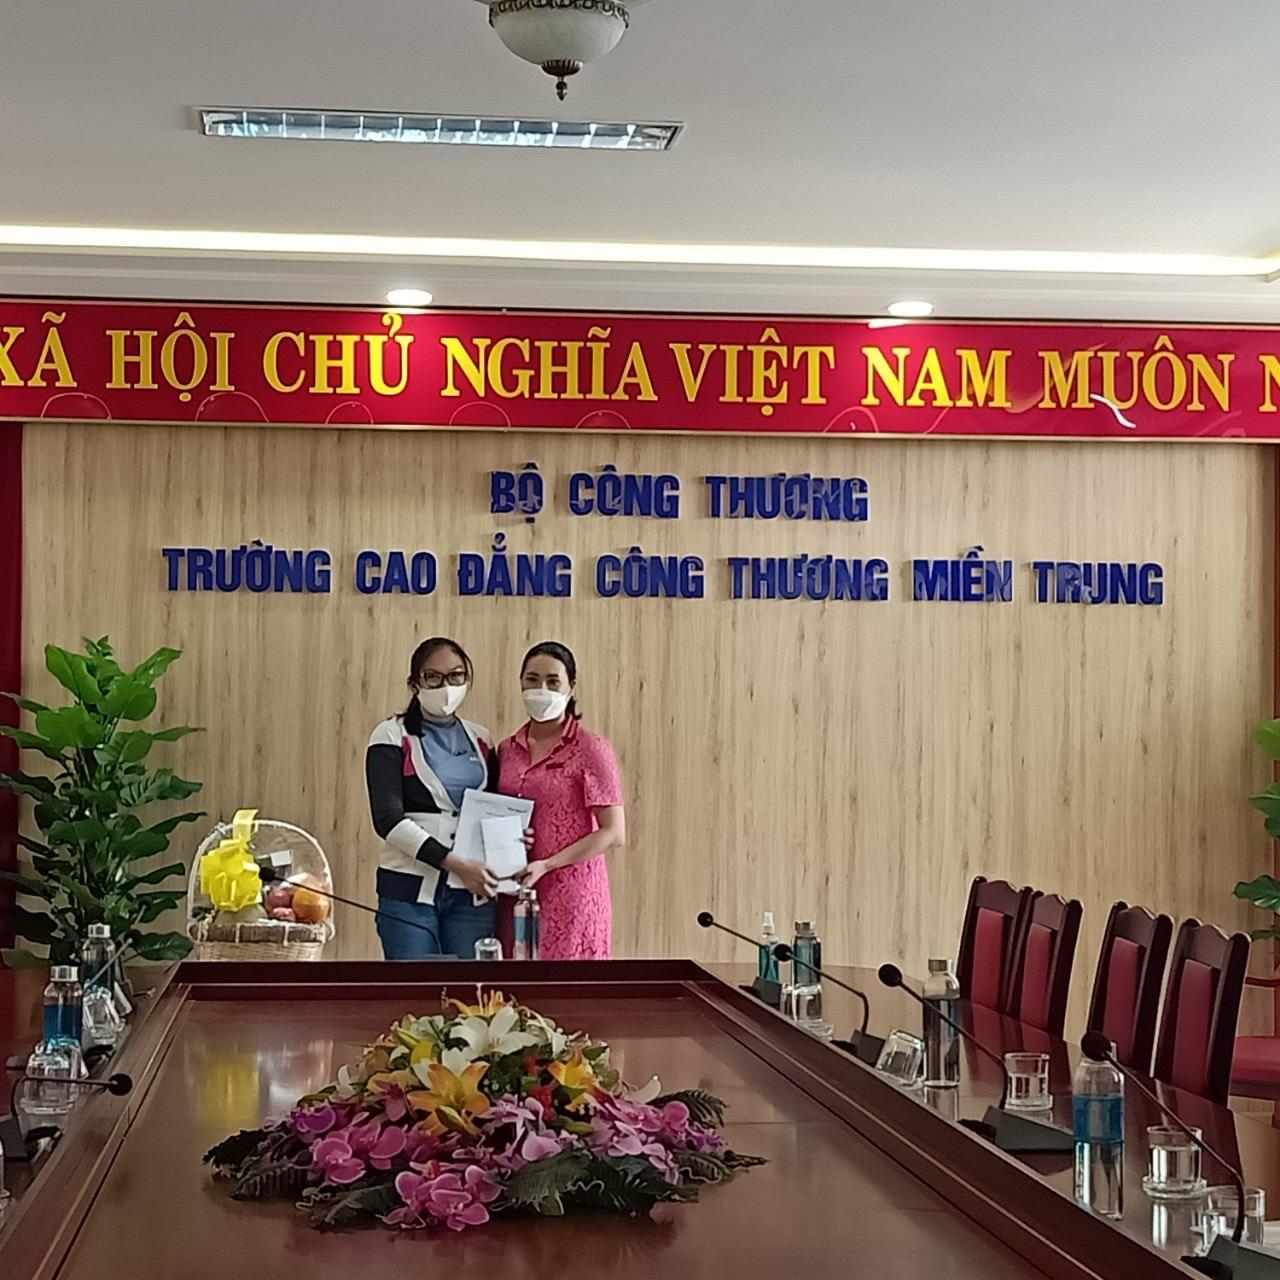 XÃ HỘI CHỦ NGHĨA VIỆT NAM MUÔN
BỘ CÔNG THƯƠNG
TRƯỜNG CAO ĐẲNG CÔNG THƯƠNG MIỀN TRUNG